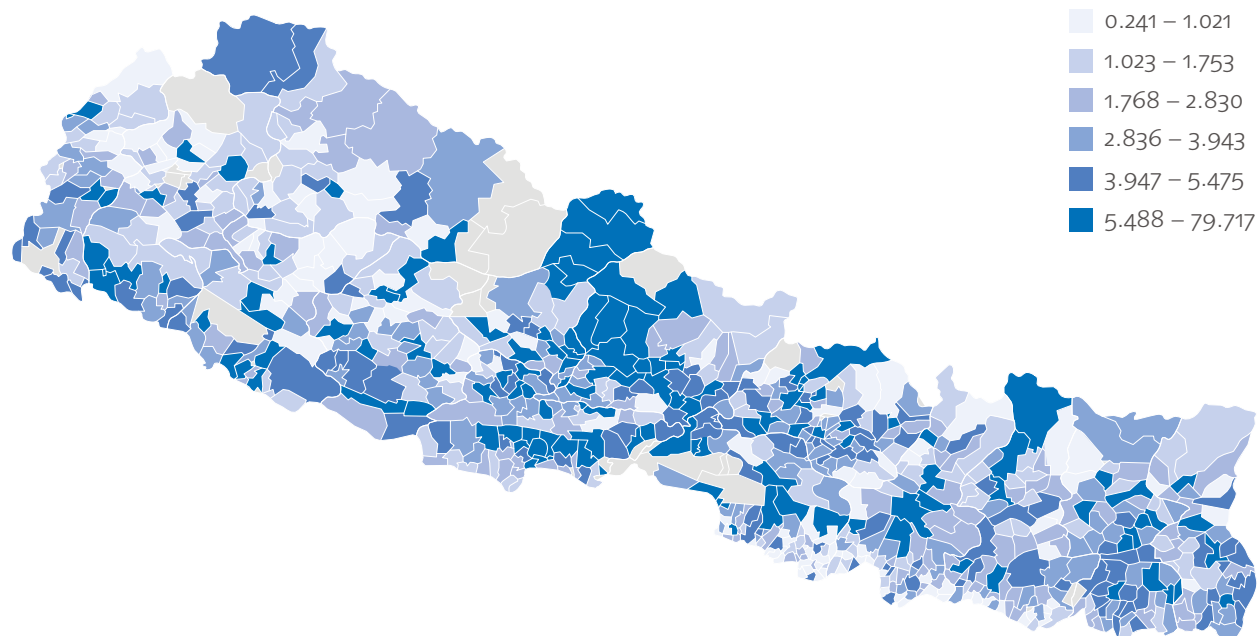 0.241 – 1.021
1.023 – 1.753
1.768 – 2.830
2.836 – 3.943
3.947 – 5.475
5.488 – 79.717